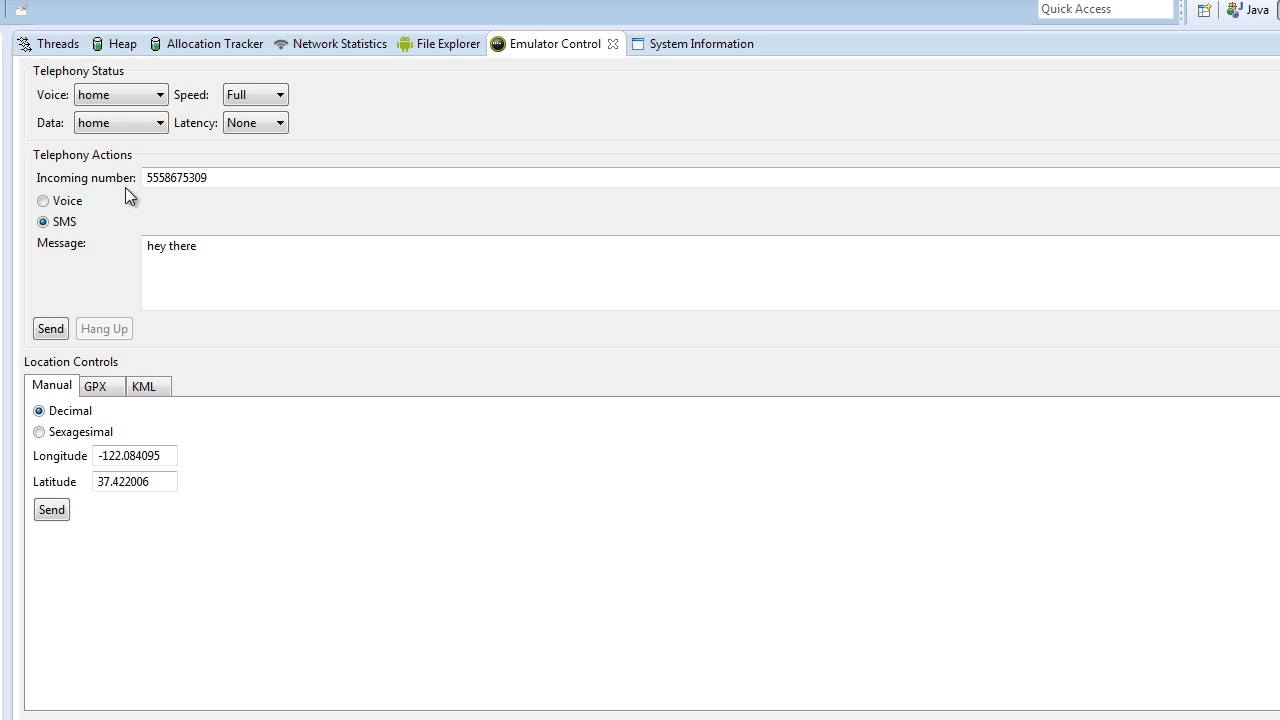 Quick Access Java
Threads Heap Allocation Tracker Network Statistics File Explorer Emulator Control System Information
Telephony Status
Voice: home Speed: Full
Data: home Latency: None
Telephony Actions
Incoming number: 5558675309
Voice
SMS
Message: hey there
Send Hang Up
Location Controls
Manual GPX KML
Decimal
Sexagesimal
Longitude -122.084095
Latitude 37.422006
Send